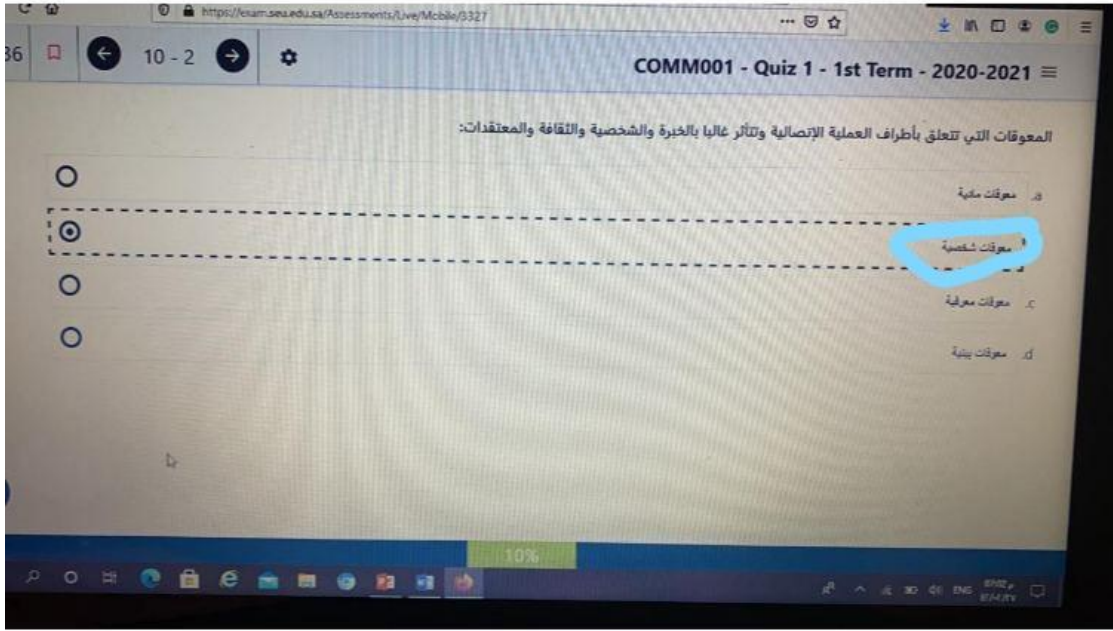 https://exam.seu.edu.sa/Assessments/Live/Mobile/3327
36
10 - 2
COMM001 - Quiz 1 - 1st Term - 2020-2021
المعوقات التي تتعلق بأطراف العملية الإتصالية وتتأثر غالبا بالخبرة والشخصية والثقافة والمعتقدات:
a. معوقات مادية
معوقات شخصية
c. معوقات معرفية
d. معوقات بيئية
10%
ENG